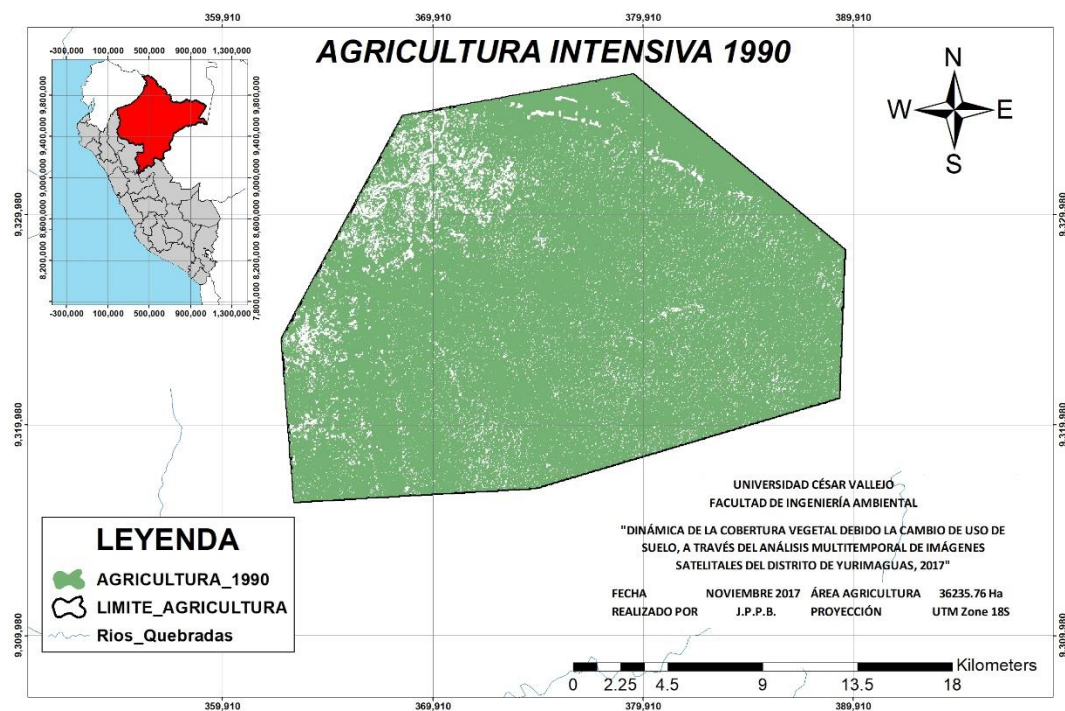 359,910 369,910 379,910 389,910
-300,000 100,000 500,000 900,000 1,300,000
AGRICULTURA INTENSIVA 1990
9,800,000 9,800,000
9,400,000 9,400,000
9,000,000 9,000,000
8,600,000 8,600,000
8,200,000 8,200,000
7,800,000
-300,000 100,000 500,000 900,000 1,300,000
N
W E
S
9,329,980 9,329,980
9,319,980 9,319,980
UNIVERSIDAD CÉSAR VALLEJO
FACULTAD DE INGENIERÍA AMBIENTAL
"DINÁMICA DE LA COBERTURA VEGETAL DEBIDO LA CAMBIO DE USO DE
SUELO, A TRAVÉS DEL ANÁLISIS MULTITEMPORAL DE IMÁGENES
SATELITALES DEL DISTRITO DE YURIMAGUAS, 2017"
FECHA NOVIEMBRE 2017 ÁREA AGRICULTURA 36235.76 Ha
REALIZADO POR J.P.P.B. PROYECCIÓN UTM Zone 18S
LEYENDA
AGRICULTURA_1990
LIMITE_AGRICULTURA
Rios_Quebradas
9,309,980 9,309,980
Kilometers
0 2.25 4.5 9 13.5 18
359,910 369,910 379,910 389,910